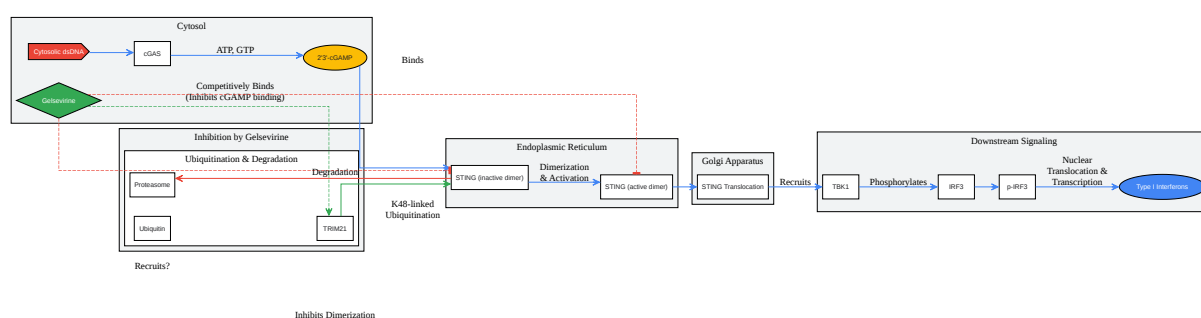 Cytosol
Cytosolic dsDNA
cGAS
ATP, GTP
2'3'-cGAMP
Binds
Gelsevirine
Competitively Binds
(Inhibits cGAMP binding)
Inhibition by Gelsevirine
Ubiquitination & Degradation
Degradation
Proteasome
Ubiquitin
TRIM21
K48-linked
Ubiquitination
Recruits?
Inhibits Dimerization
Endoplasmic Reticulum
STING (inactive dimer)
Dimerization
& Activation
STING (active dimer)
Golgi Apparatus
STING Translocation
Recruits
Downstream Signaling
TBK1
Phosphorylates
IRF3
p-IRF3
Nuclear
Translocation &
Transcription
Type I Interferons